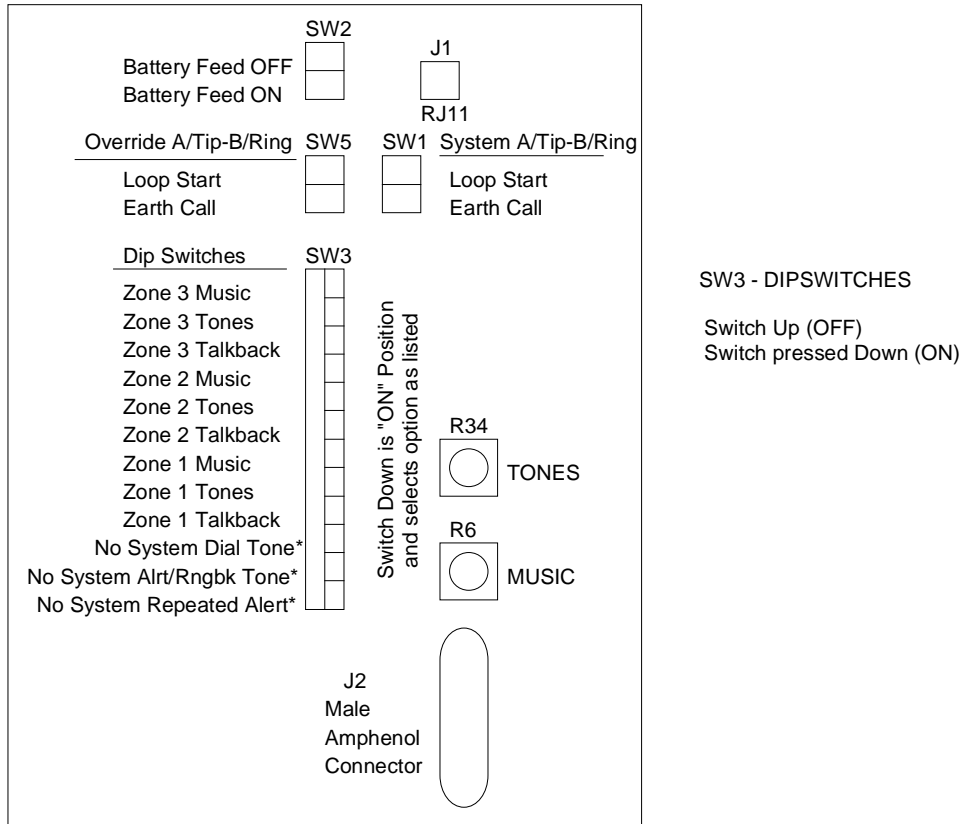 SW2
J1
Battery Feed OFF
Battery Feed ON
RJ11
Override A/Tip-B/Ring
SW5
SW1
System A/Tip-B/Ring
Loop Start
Earth Call
Loop Start
Earth Call
Dip Switches
SW3
Zone 3 Music
Zone 3 Tones
Zone 3 Talkback
Zone 2 Music
Zone 2 Tones
Zone 2 Talkback
Zone 1 Music
Zone 1 Tones
Zone 1 Talkback
No System Dial Tone*
No System Alrt/Rngbk Tone*
No System Repeated Alert*
Switch Down is "ON" Position
and selects option as listed
R34
TONES
R6
MUSIC
J2
Male
Amphenol
Connector
SW3 - DIPSWITCHES
Switch Up (OFF)
Switch pressed Down (ON)